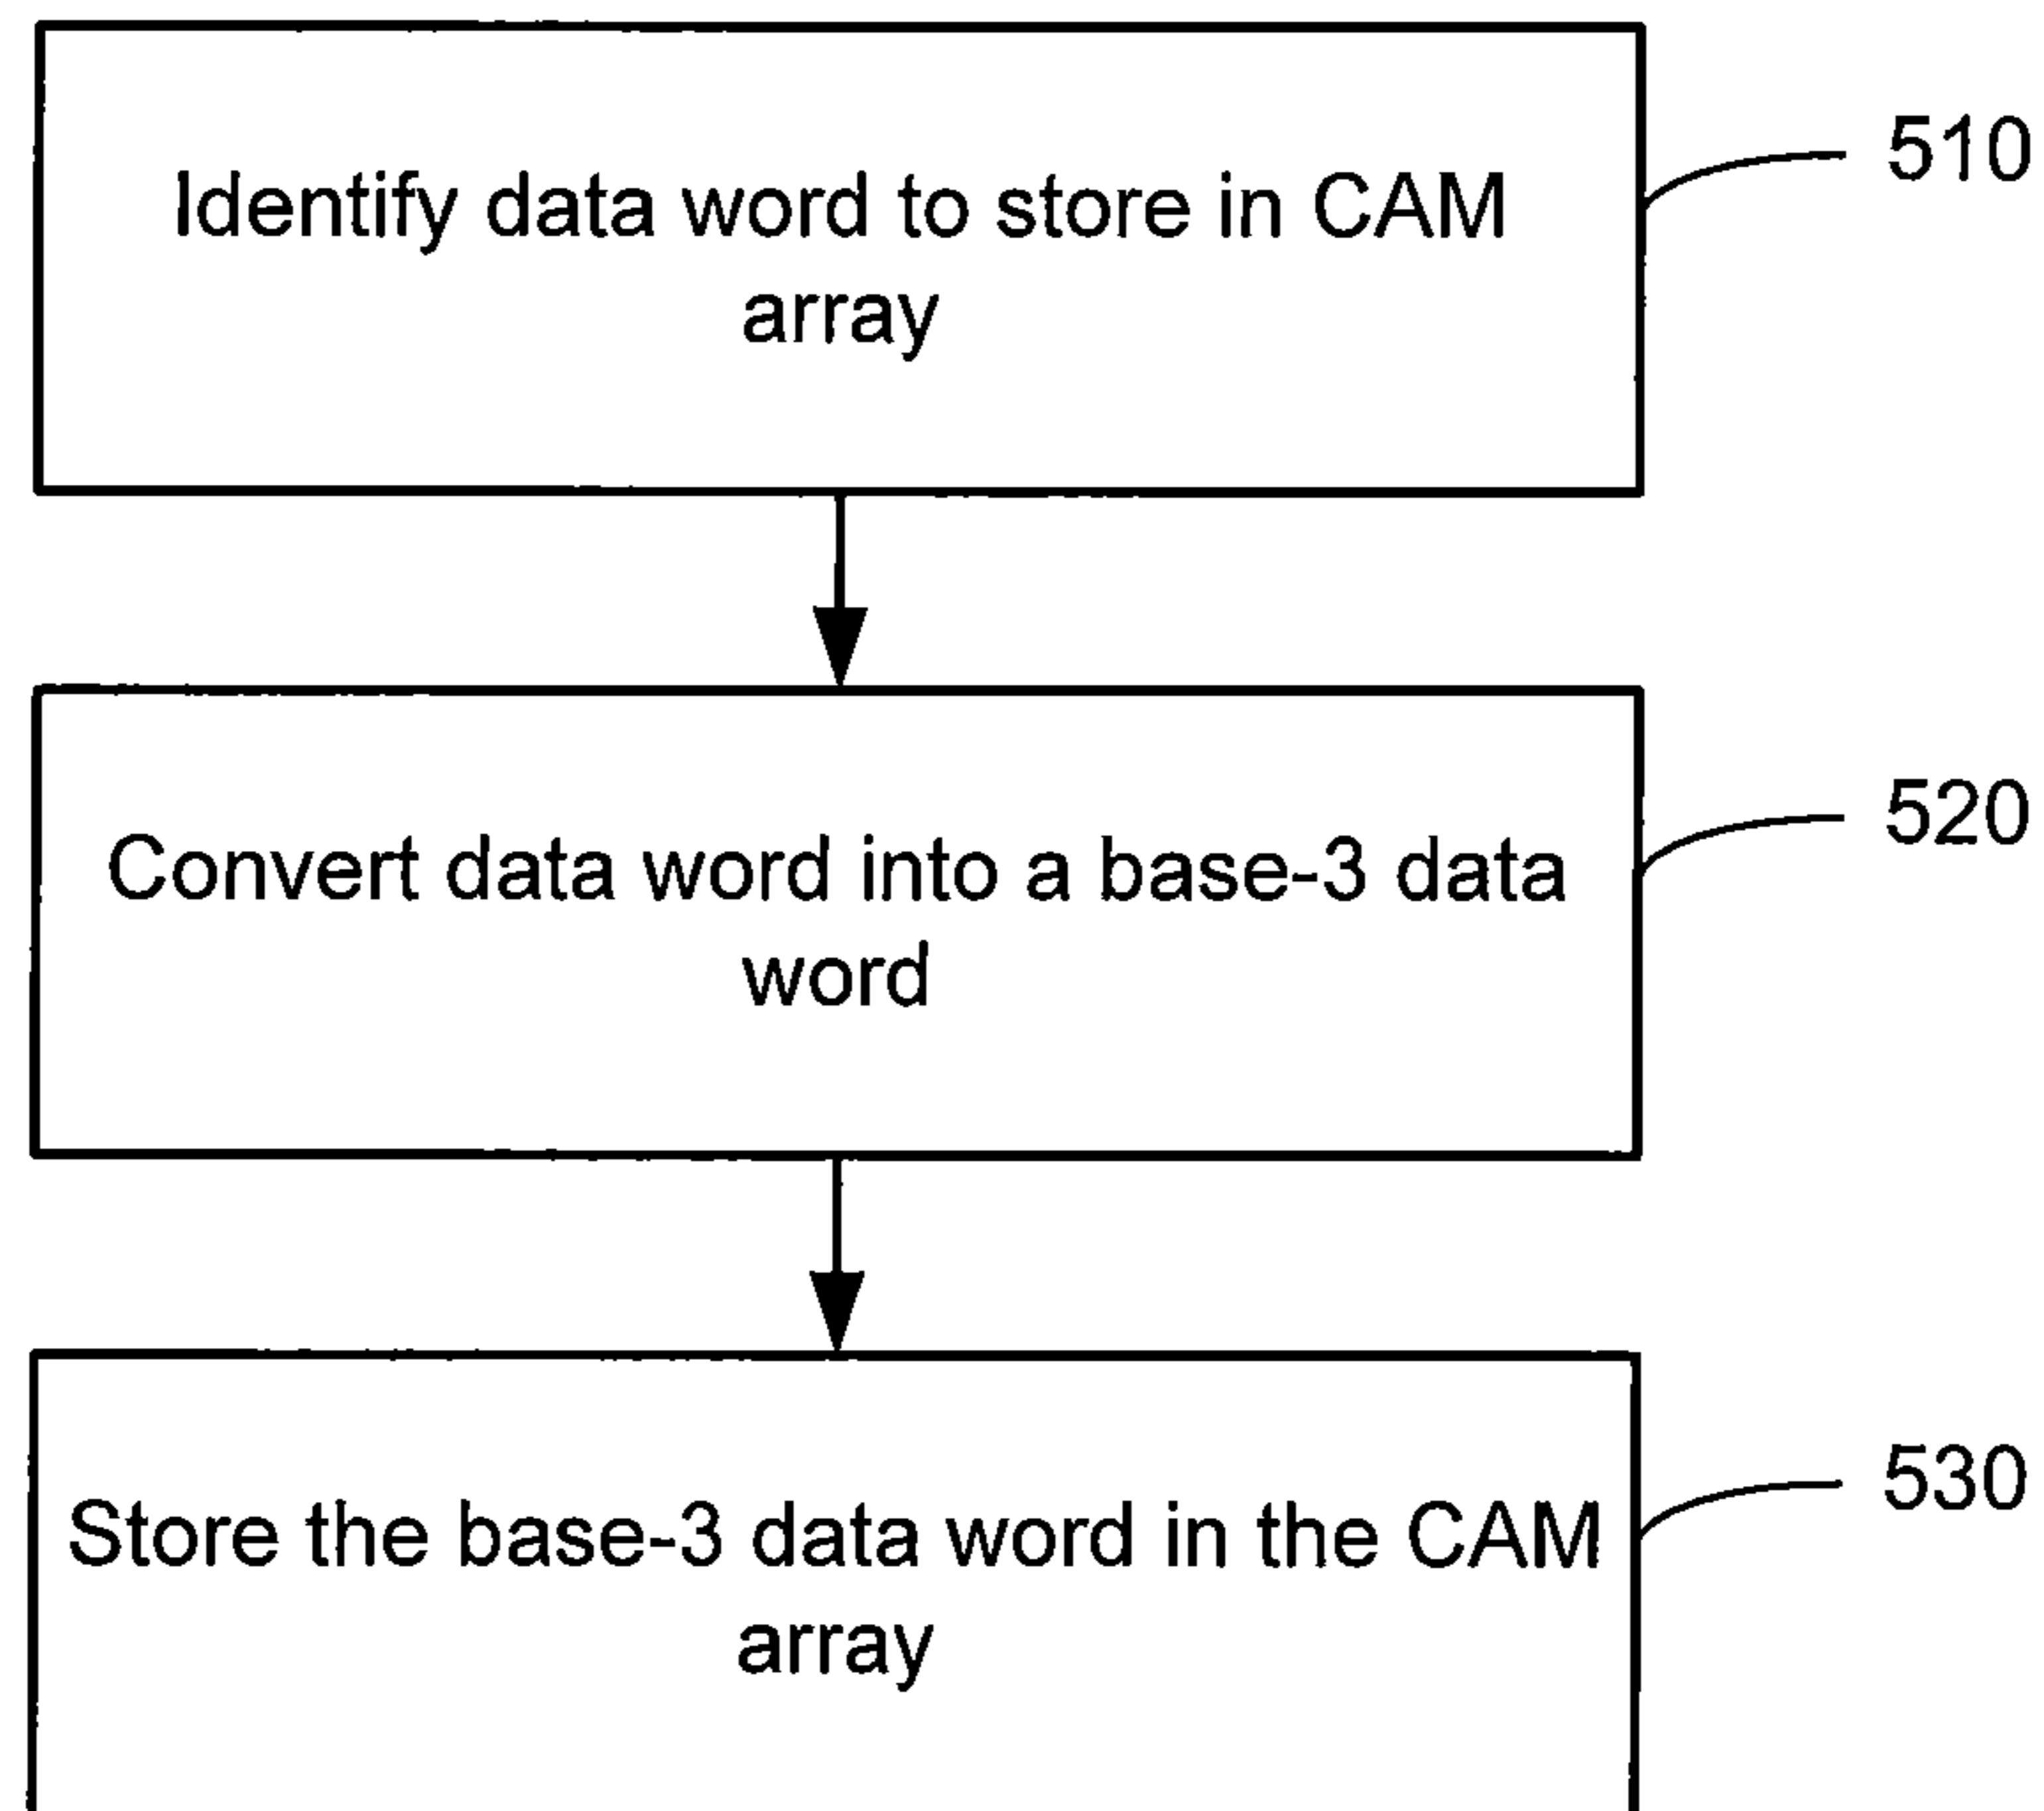 Identify data word to store in CAM
array
510
Convert data word into a base-3 data
word
520
Store the base-3 data word in the CAM
array
530